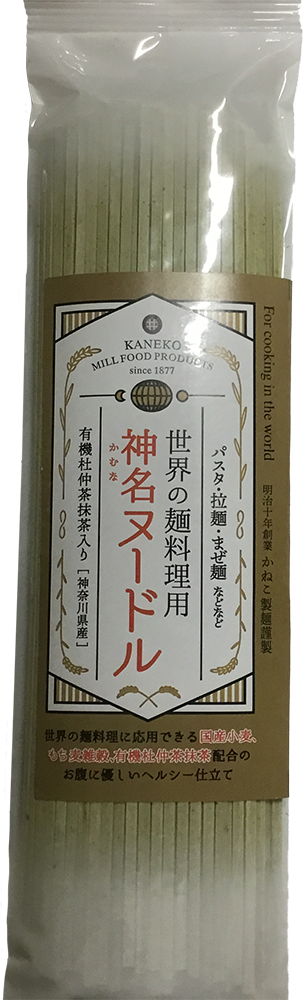 KANEKO'S
MILL FOOD PRODUCTS
since 1877
パスタ・拉麺・まぜ麺 などなど
世界の麺料理用
神名ヌードル
かむな
有機杜仲茶抹茶入り［神奈川県産］
For cooking in the world
明治十年創業 かねこ製麺謹製
世界の麺料理に応用できる国産小麦、
もち麦雑穀、有機杜仲茶抹茶配合の
お腹に優しいヘルシー仕立て